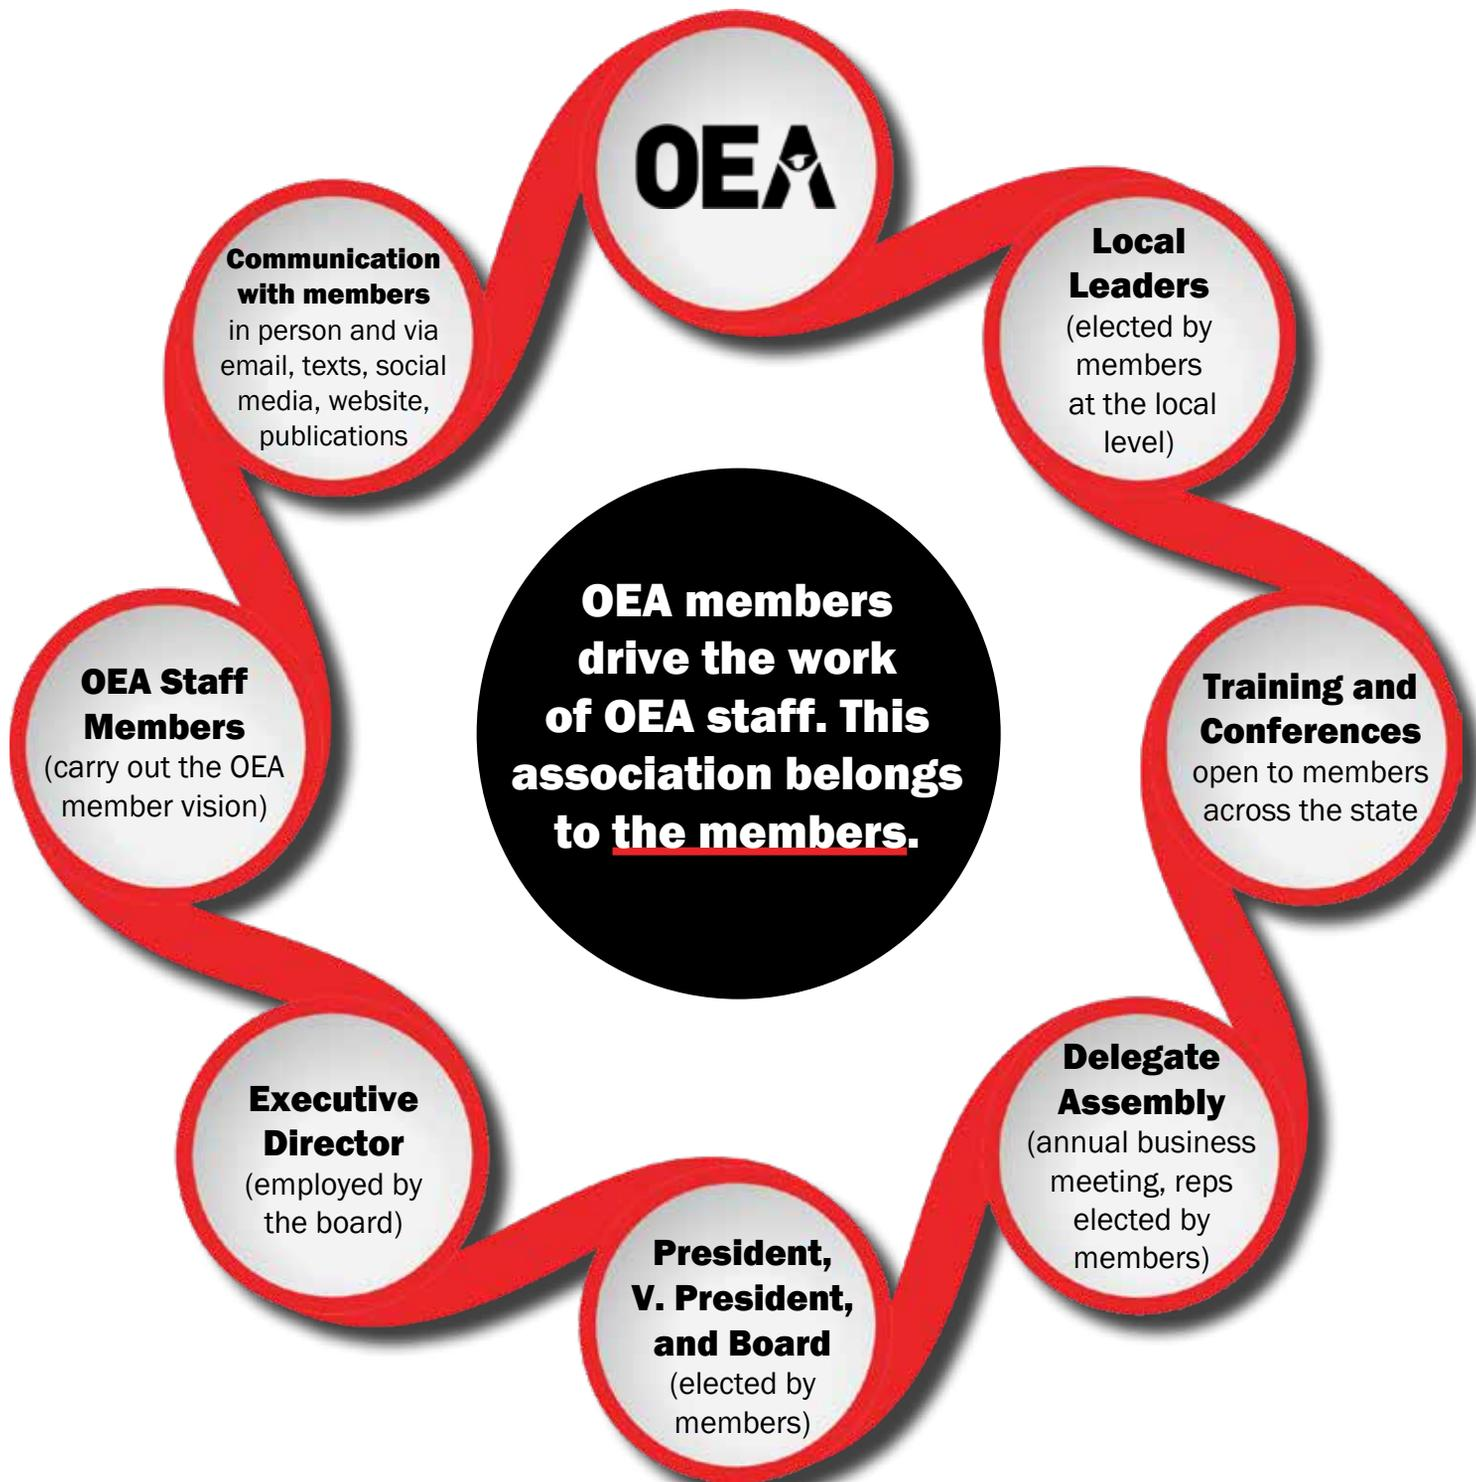 OEA
Local
Leaders
(elected by
members
at the local
level)
Training and
Conferences
open to members
across the state
Delegate
Assembly
(annual business
meeting, reps
elected by
members)
President,
V. President,
and Board
(elected by
members)
Executive
Director
(employed by
the board)
OEA Staff
Members
(carry out the OEA
member vision)
Communication
with members
in person and via
email, texts, social
media, website,
publications
OEA members
drive the work
of OEA staff. This
association belongs
to the members.